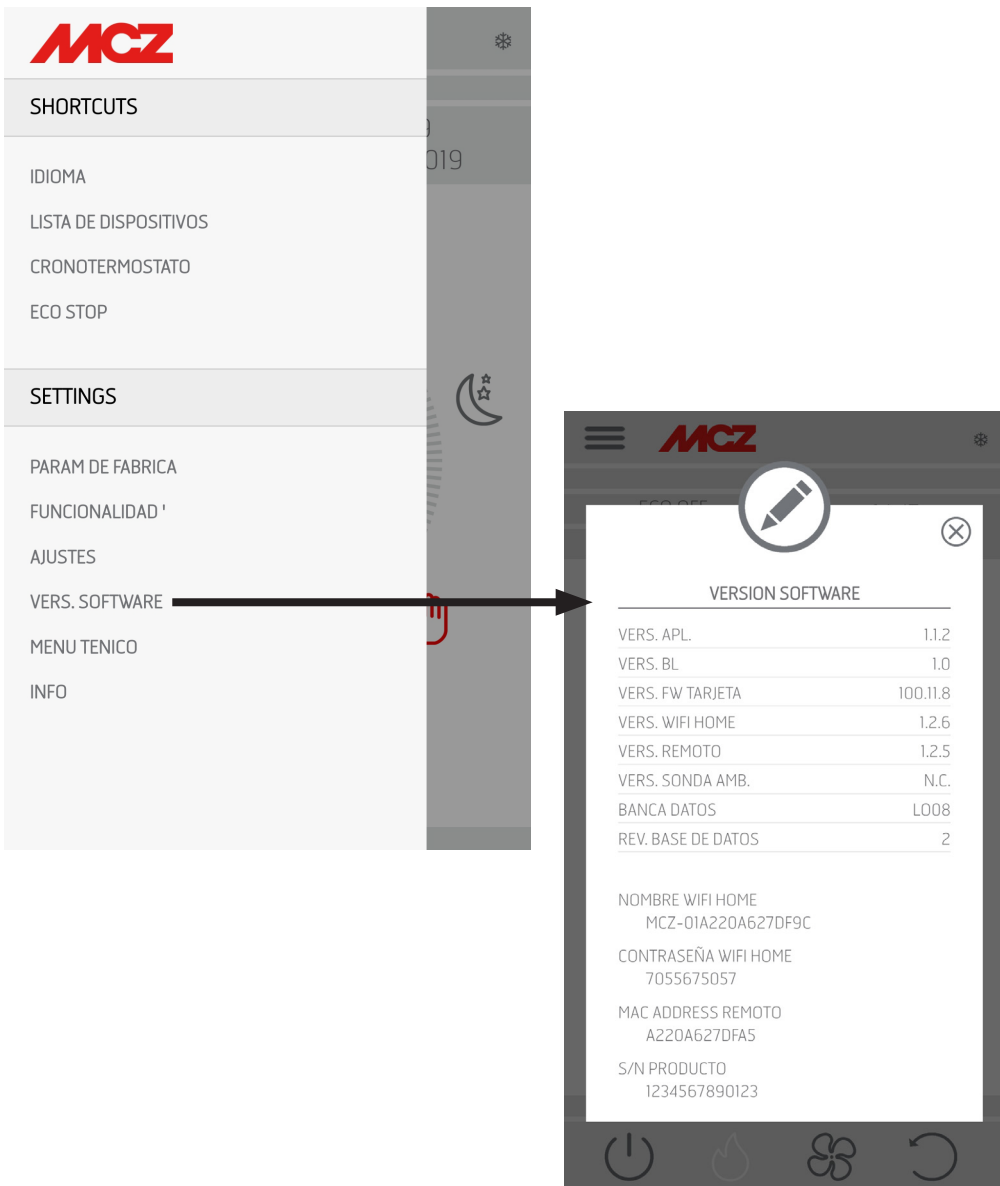 MCZ
SHORTCUTS
019
IDIOMA
LISTA DE DISPOSITIVOS
CRONOTERMOSTATO
ECO STOP
SETTINGS
PARAM DE FABRICA
FUNCIONALIDAD '
AJUSTES
VERS. SOFTWARE
MENU TENICO
INFO
MCZ
ECO OFF
VERSION SOFTWARE
VERS. APL. 1.1.2
VERS. BL 1.0
VERS. FW TARJETA 100.11.8
VERS. WIFI HOME 1.2.6
VERS. REMOTO 1.2.5
VERS. SONDA AMB. N.C.
BANCA DATOS LO08
REV. BASE DE DATOS 2
NOMBRE WIFI HOME
MCZ-01A220A627DF9C
CONTRASEÑA WIFI HOME
7055675057
MAC ADDRESS REMOTO
A220A627DFA5
S/N PRODUCTO
1234567890123